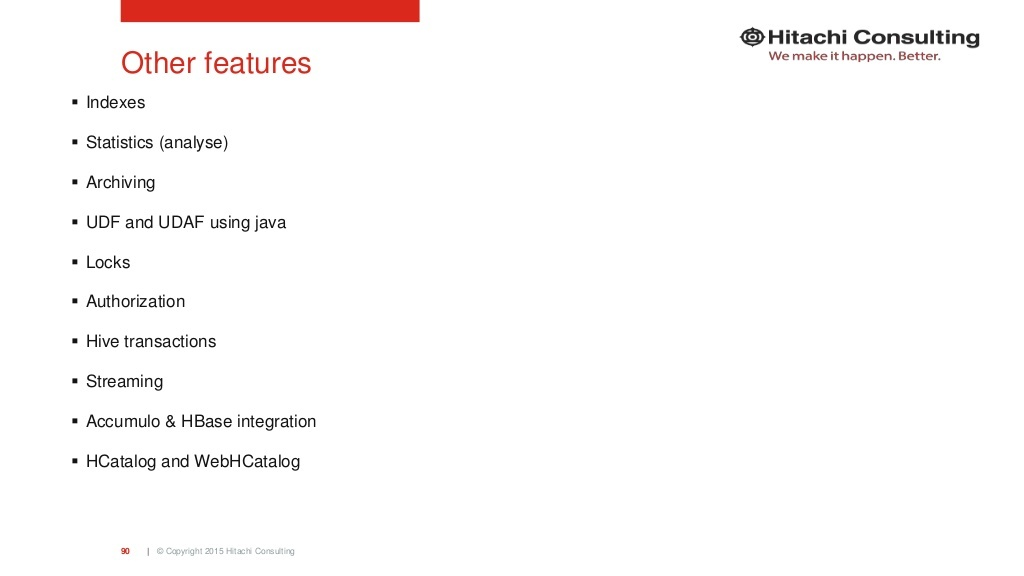 Hitachi Consulting
We make it happen. Better.
Other features
▪ Indexes
▪ Statistics (analyse)
▪ Archiving
▪ UDF and UDAF using java
▪ Locks
▪ Authorization
▪ Hive transactions
▪ Streaming
▪ Accumulo & HBase integration
▪ HCatalog and WebHCatalog
90 | © Copyright 2015 Hitachi Consulting